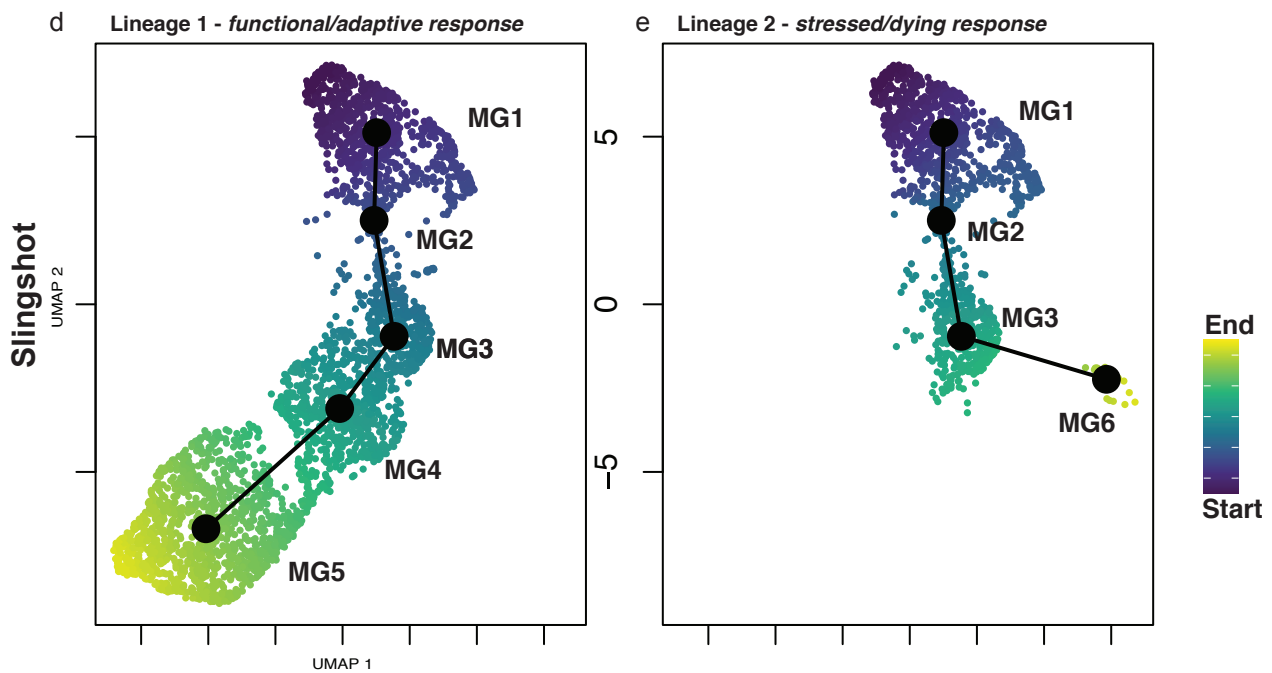 d Lineage 1 - functional/adaptive response
e Lineage 2 - stressed/dying response
Slingshot
UMAP 2
MG1
MG2
MG3
MG4
MG5
UMAP 1
5
0
−5
MG1
MG2
MG3
MG6
End
Start